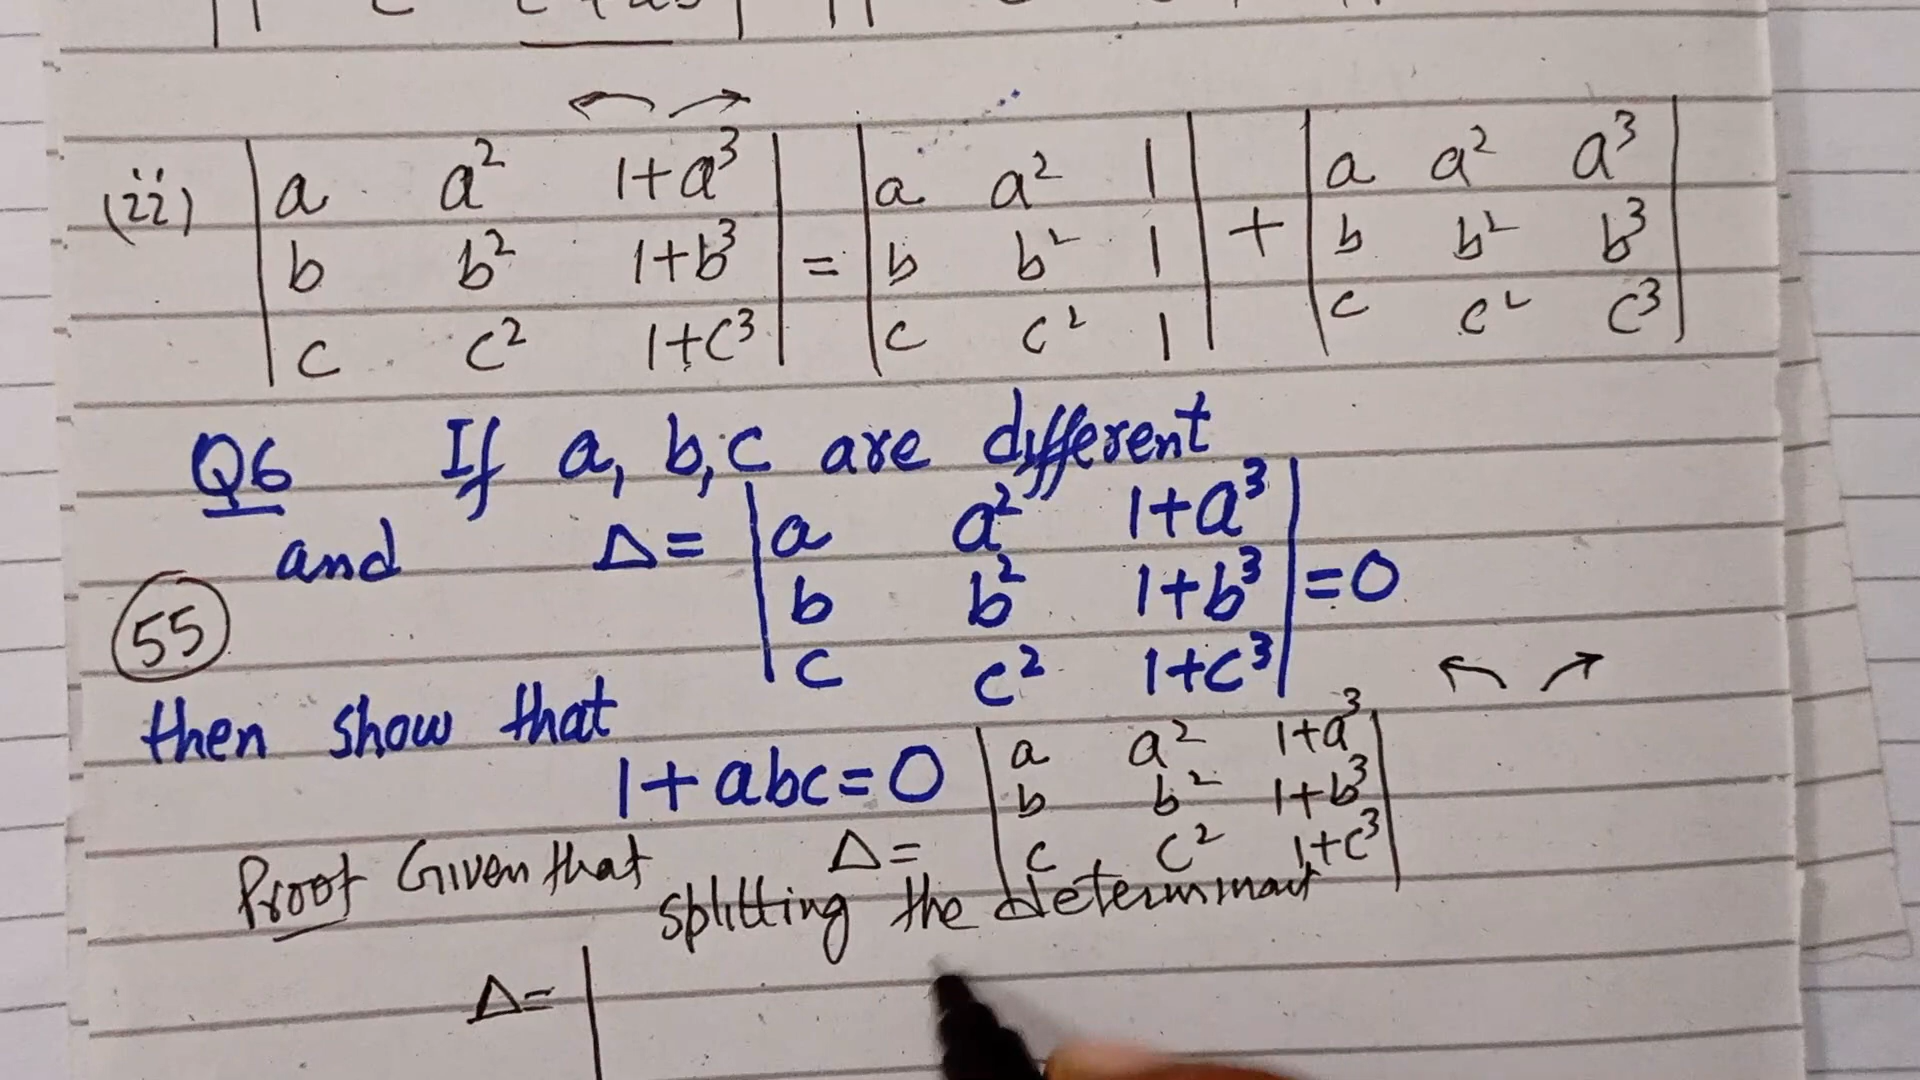 (ii) | a a² 1+a³ | = | a a² 1 | + | a a² a³ |
| b b² 1+b³ | | b b² 1 | | b b² b³ |
| c c² 1+c³ | | c c² 1 | | c c² c³ |
Q6 If a, b, c are different
and Δ= | a a² 1+a³ |
| b b² 1+b³ | =0
55
| c c² 1+c³ |
then show that
1+abc=0
Proof Given that Δ= | a a² 1+a³ |
| b b² 1+b³ |
| c c² 1+c³ |
splitting the determinant
Δ= |